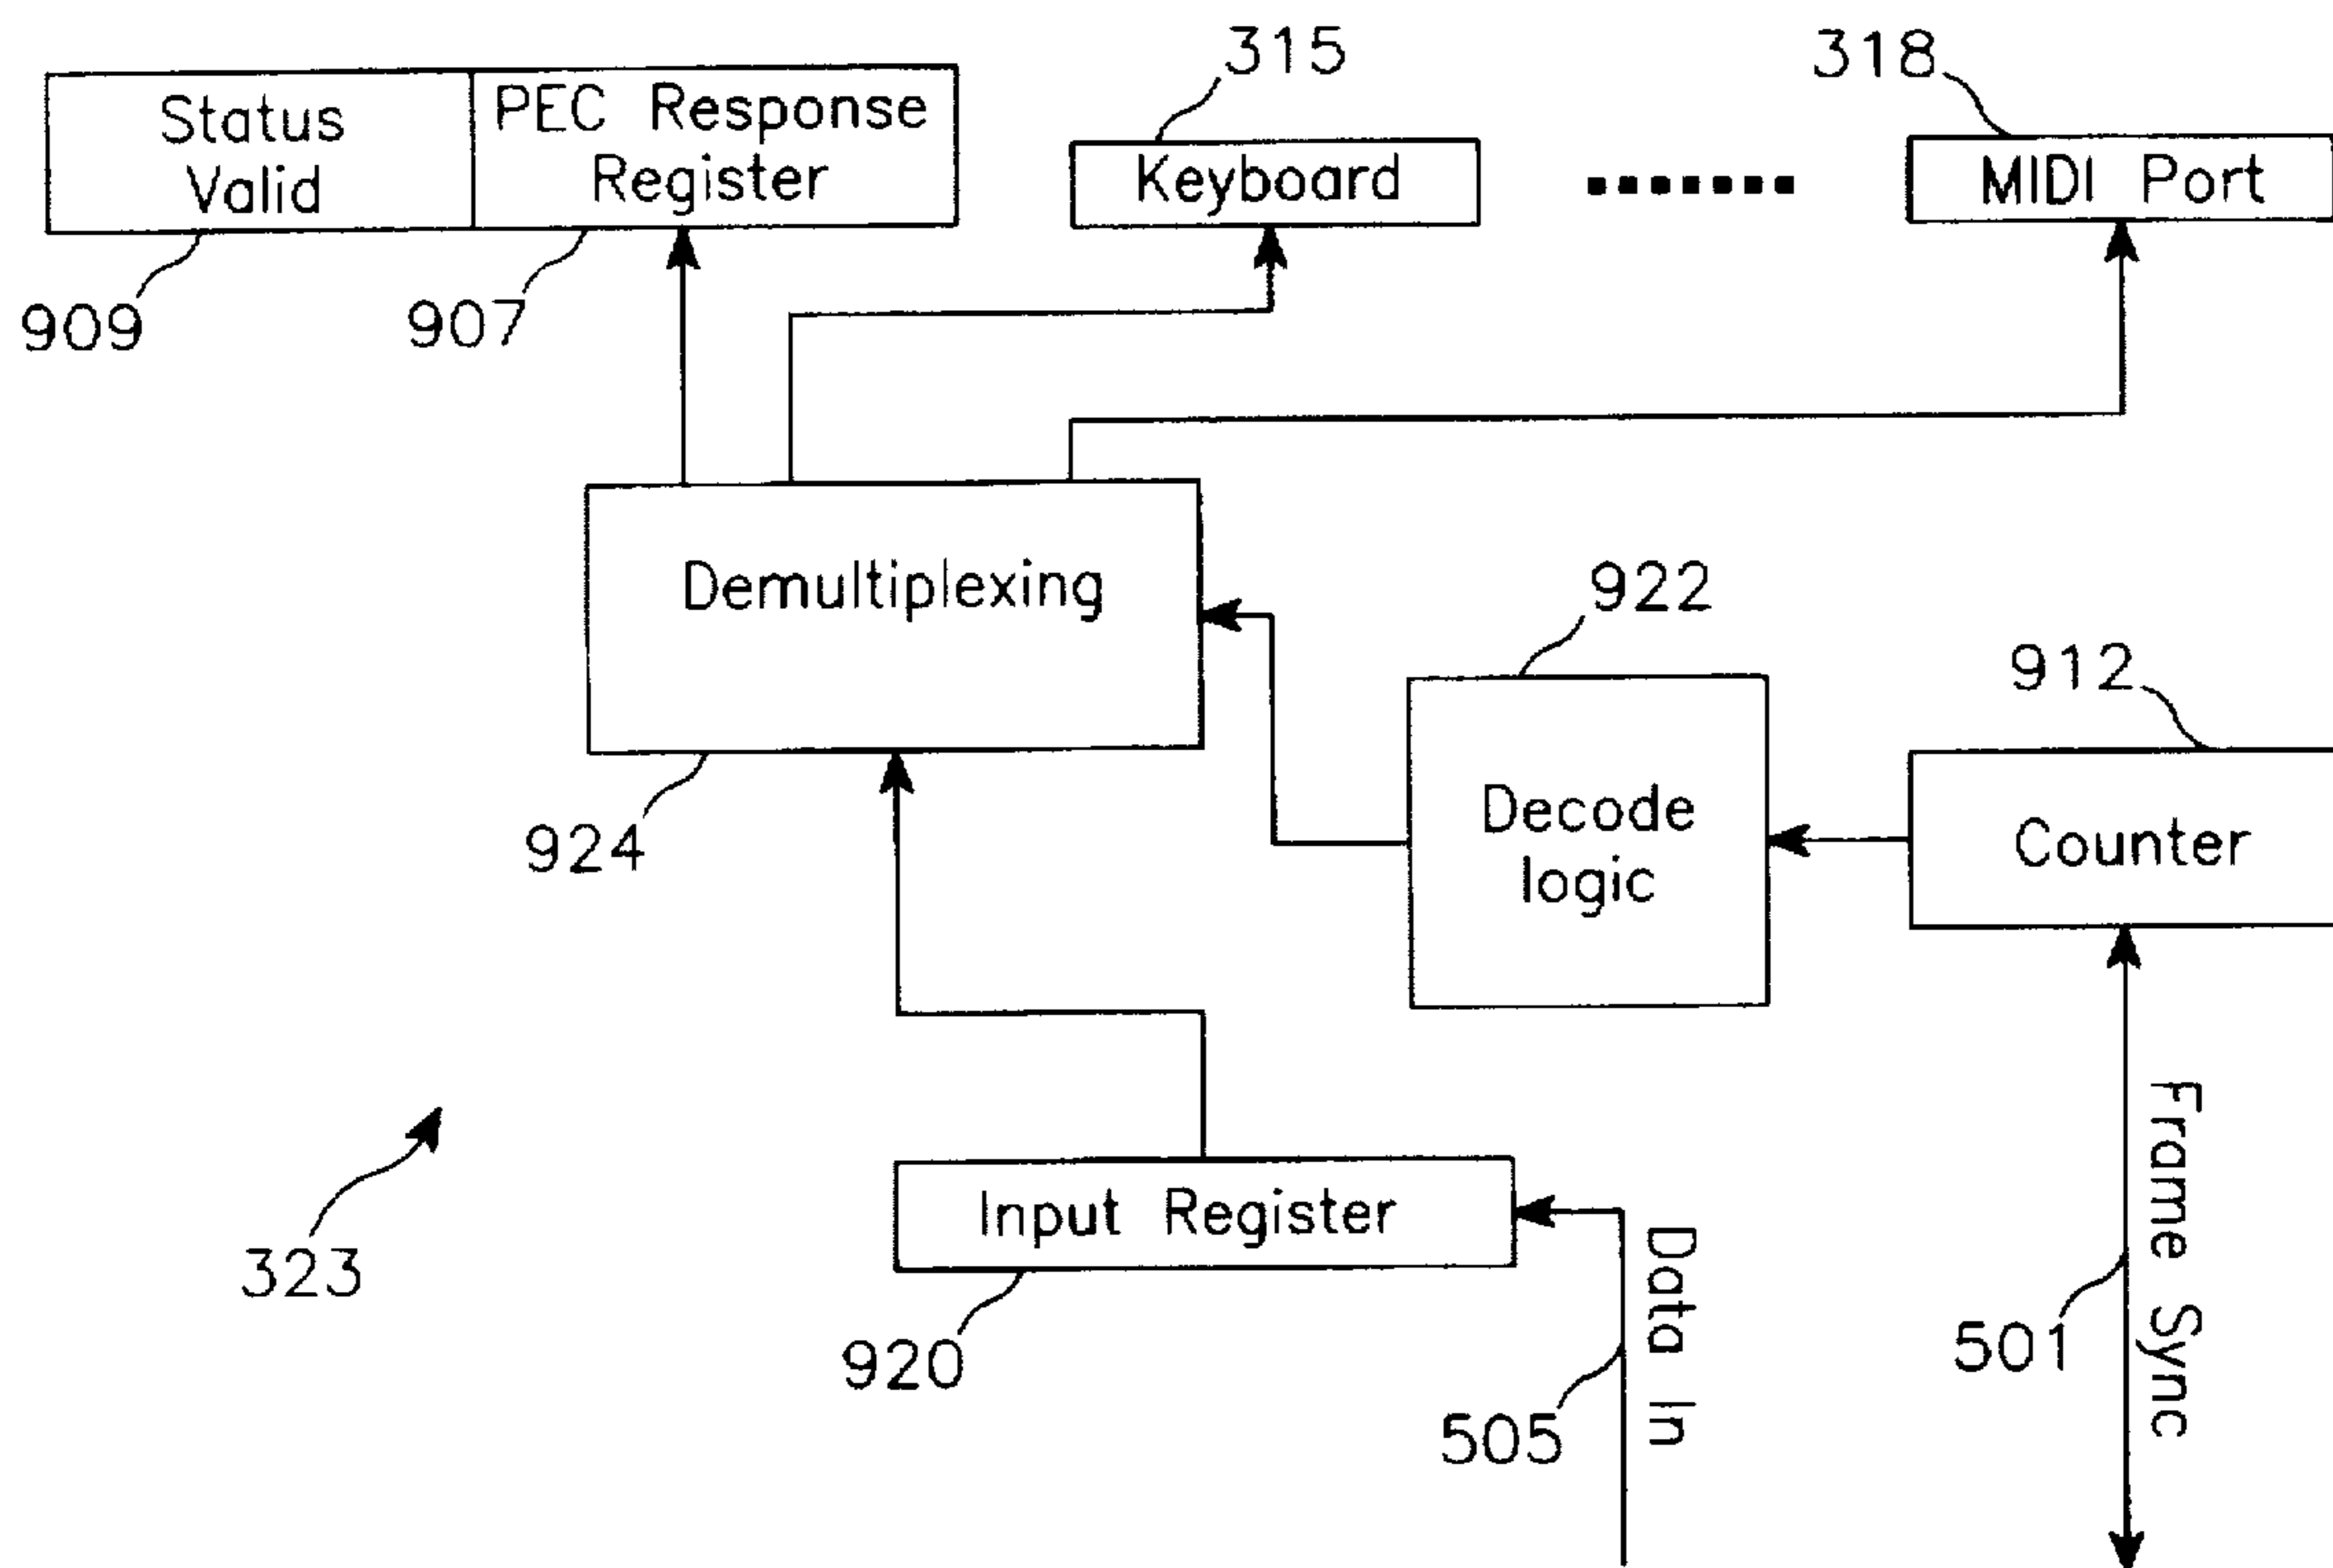 315
318
Status
Valid
PEC Response
Register
Keyboard
MIDI Port
909
907
Demultiplexing
922
912
924
Decode
logic
Counter
Frame Sync
Input Register
Data In
323
920
505
501